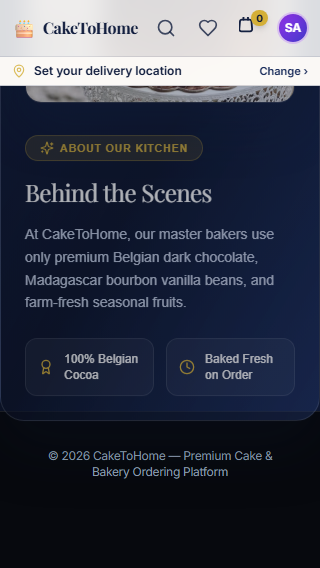 CakeToHome
0
SA
Set your delivery location
Change ›
ABOUT OUR KITCHEN
Behind the Scenes
At CakeToHome, our master bakers use
only premium Belgian dark chocolate,
Madagascar bourbon vanilla beans, and
farm-fresh seasonal fruits.
100% Belgian
Cocoa
Baked Fresh
on Order
© 2026 CakeToHome — Premium Cake &
Bakery Ordering Platform